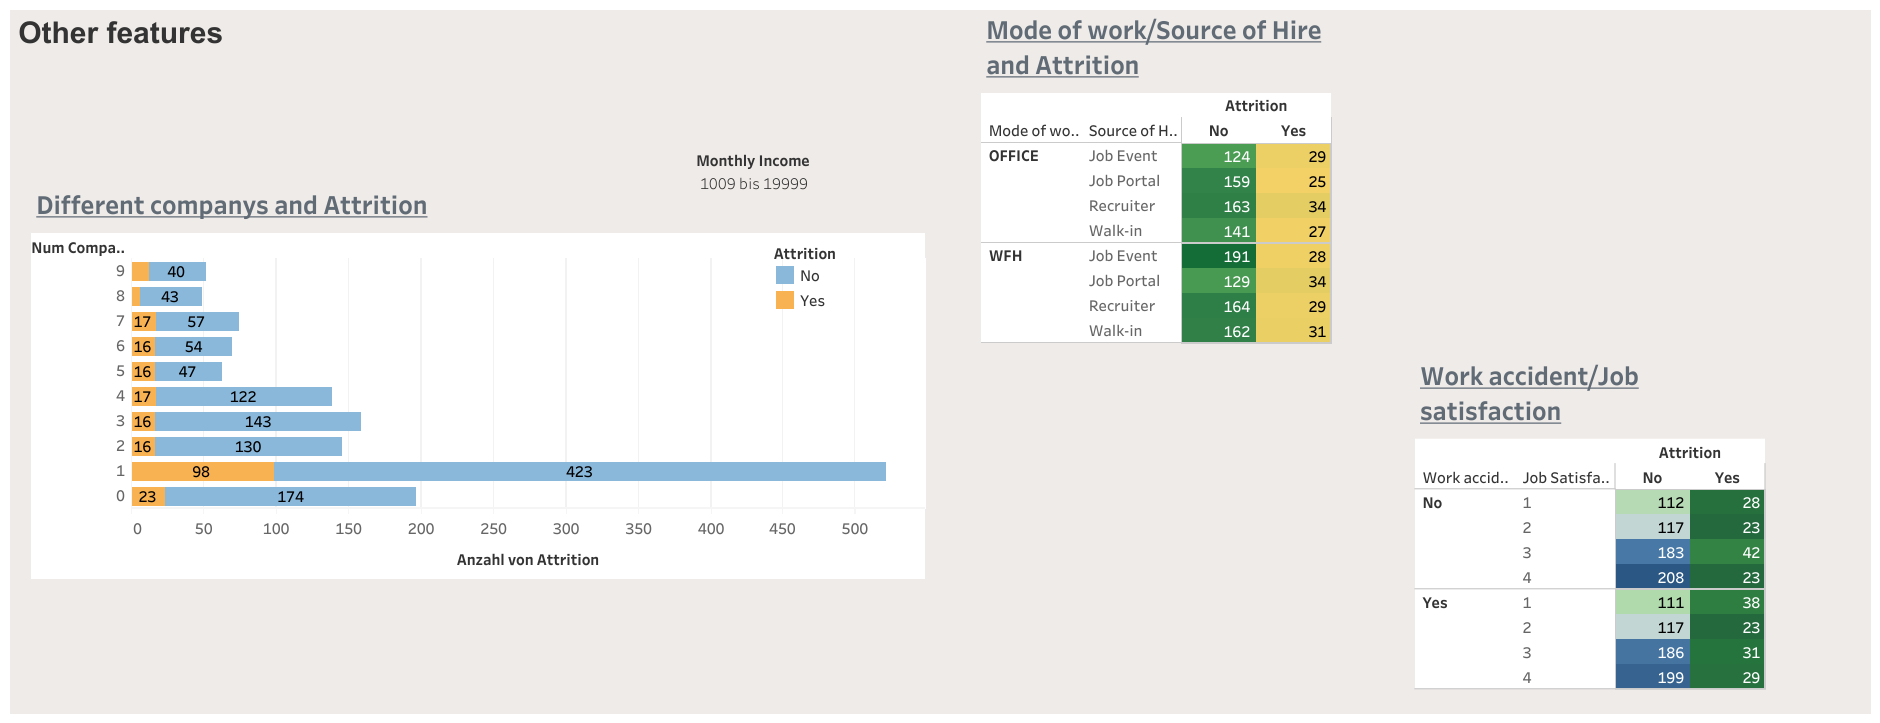 Other features
Monthly Income
1009 bis 19999
Different companys and Attrition
Num Compa..
Attrition
No
Yes
9 40
8 43
7 17 57
6 16 54
5 16 47
4 17 122
3 16 143
2 16 130
1 98 423
0 23 174
0 50 100 150 200 250 300 350 400 450 500
Anzahl von Attrition
Mode of work/Source of Hire
and Attrition
Attrition
Mode of wo.. Source of H.. No Yes
OFFICE Job Event 124 29
Job Portal 159 25
Recruiter 163 34
Walk-in 141 27
WFH Job Event 191 28
Job Portal 129 34
Recruiter 164 29
Walk-in 162 31
Work accident/Job
satisfaction
Attrition
Work accid.. Job Satisfa.. No Yes
No 1 112 28
2 117 23
3 183 42
4 208 23
Yes 1 111 38
2 117 23
3 186 31
4 199 29